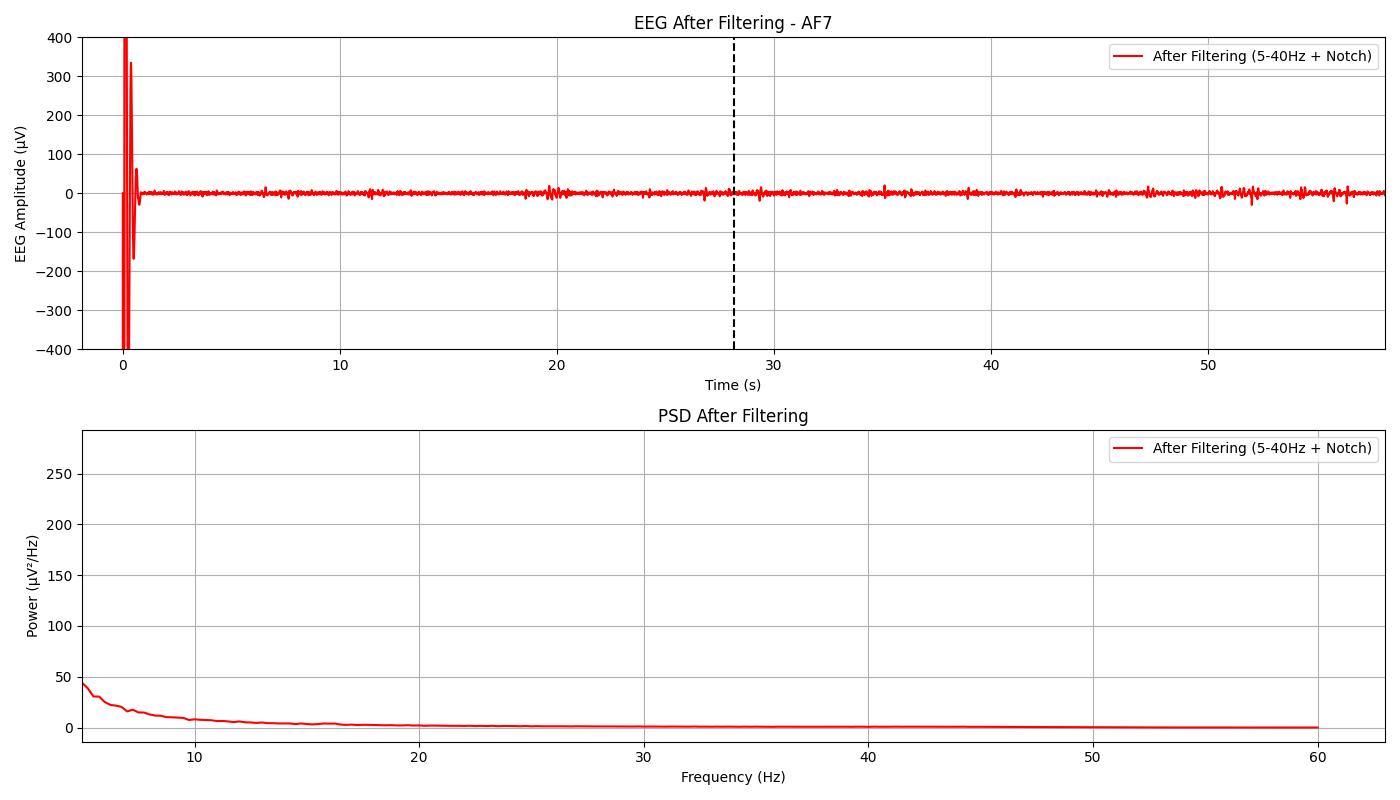 EEG After Filtering - AF7
EEG Amplitude (µV)
400
300
200
100
0
−100
−200
−300
−400
After Filtering (5-40Hz + Notch)
0 10 20 30 40 50
Time (s)
PSD After Filtering
Power (µV²/Hz)
250
200
150
100
50
0
After Filtering (5-40Hz + Notch)
10 20 30 40 50 60
Frequency (Hz)